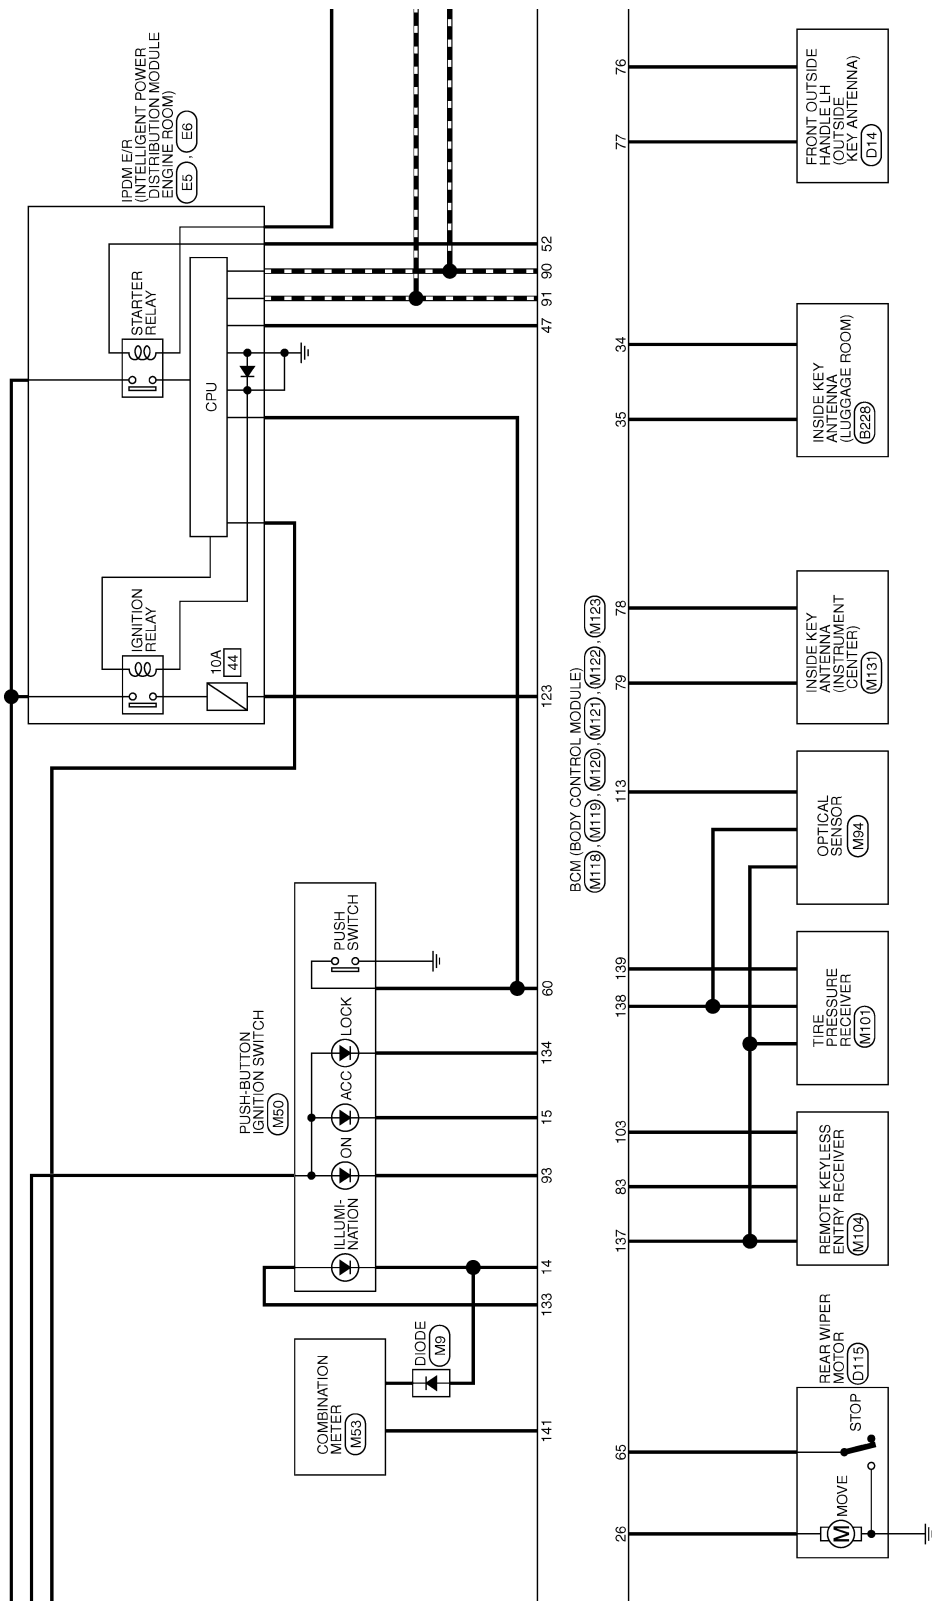 IPDM E/R
(INTELLIGENT POWER
DISTRIBUTION MODULE
ENGINE ROOM)
E5 , E6
STARTER
RELAY
CPU
IGNITION
RELAY
10A
44
52
90
91
47
123
60
134
15
93
14
133
141
PUSH-BUTTON
IGNITION SWITCH
M50
PUSH
SWITCH
LOCK
ACC
ON
ILLUMI-
NATION
COMBINATION
METER
M53
DIODE
M9
BCM (BODY CONTROL MODULE)
M118 , M119 , M120 , M121 , M122 , M123
76
77
34
35
78
79
113
139
138
103
83
137
65
26
FRONT OUTSIDE
HANDLE LH
(OUTSIDE
KEY ANTENNA)
D14
INSIDE KEY
ANTENNA
(LUGGAGE ROOM)
B228
INSIDE KEY
ANTENNA
(INSTRUMENT
CENTER)
M131
OPTICAL
SENSOR
M94
TIRE
PRESSURE
RECEIVER
M101
REMOTE KEYLESS
ENTRY RECEIVER
M104
REAR WIPER
MOTOR
D115
STOP
MOVE
M